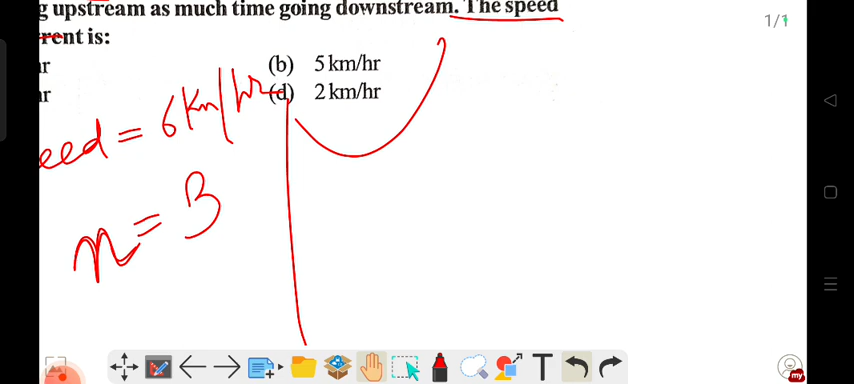 g upstream as much time going downstream. The speed
rent is:
r (b) 5 km/hr
r (d) 2 km/hr
eed = 6 Km/hr
n = 3
1/1
T
my